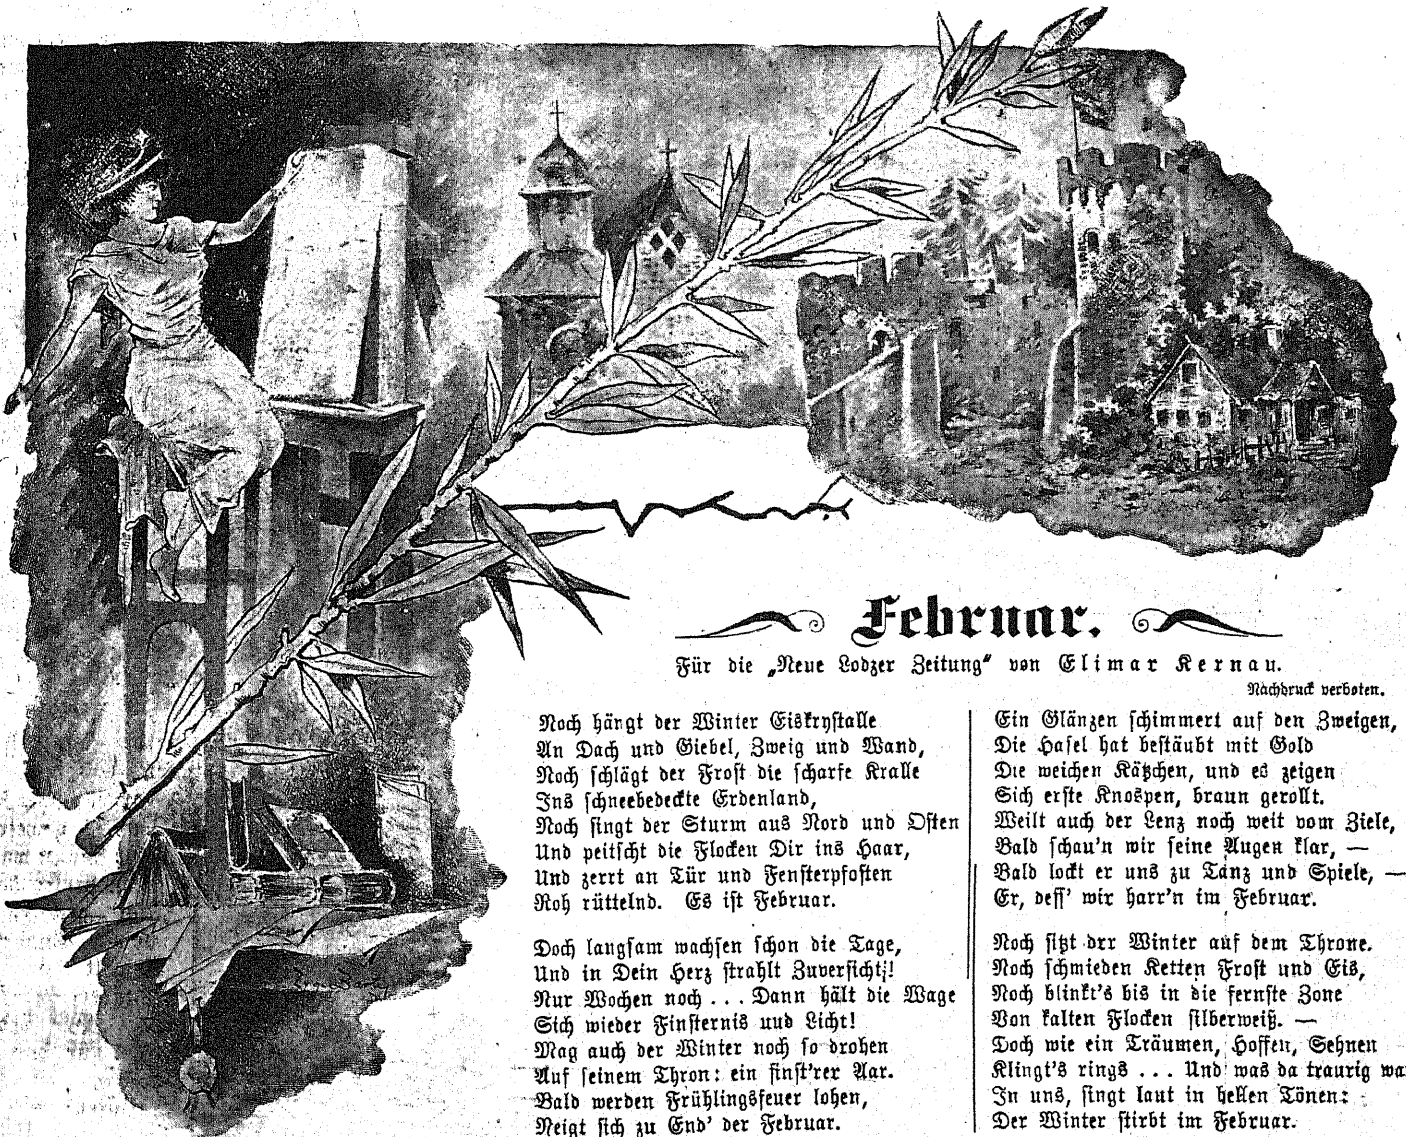 Februar.
Für die „Neue Lodzer Zeitung“ von Elimar Kernau.
Nachdruck verboten.
Noch hängt der Winter Eiskrystalle
An Dach und Giebel, Zweig und Wand,
Noch schlägt der Frost die scharfe Kralle
Ins schneebedeckte Erdenland,
Noch singt der Sturm aus Nord und Osten
Und peitscht die Flocken Dir ins Haar,
Und zerrt an Tür und Fensterpfosten
Roh rüttelnd. Es ist Februar.
Doch langsam wachsen schon die Tage,
Und in Dein Herz strahlt Zuversicht!
Nur Wochen noch ... Dann hält die Wage
Sich wieder Finsternis uud Licht!
Mag auch der Winter noch so drohen
Auf seinem Thron: ein finst'rer Aar.
Bald werden Frühlingsfeuer lohen,
Neigt sich zu End' der Februar.
Ein Glänzen schimmert auf den Zweigen,
Die Hasel hat bestäubt mit Gold
Die weichen Kätzchen, und es zeigen
Sich erste Knospen, braun gerollt.
Weilt auch der Lenz noch weit vom Ziele,
Bald schau'n wir seine Augen klar, —
Bald lockt er uns zu Tanz und Spiele, —
Er, dess' wir harr'n im Februar.
Noch sitzt drr Winter auf dem Throne.
Noch schmieden Ketten Frost und Eis,
Noch blinkt's bis in die fernste Zone
Von kalten Flocken silberweiß. —
Doch wie ein Träumen, Hoffen, Sehnen
Klingt's rings ... Und was da traurig wa
In uns, singt laut in hellen Tönen:
Der Winter stirbt im Februar.